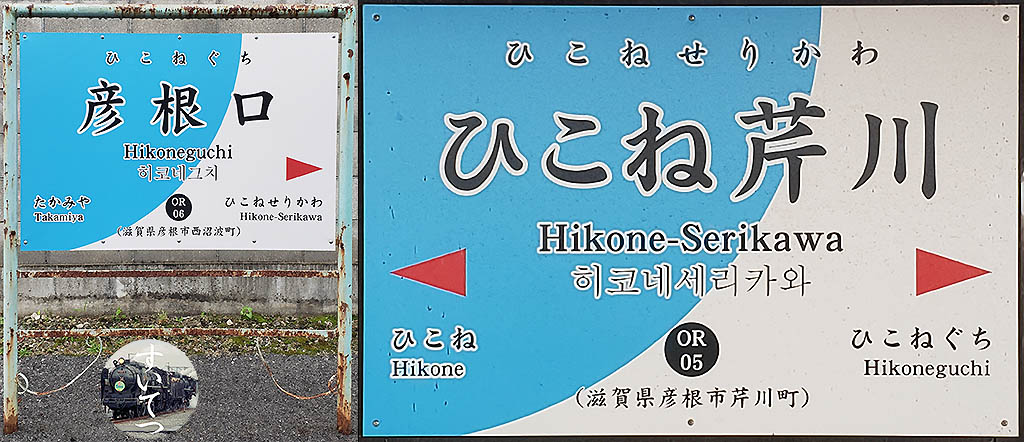 ひこねぐち
彦根口
Hikoneguchi
히코네그치
たかみや
Takamiya
OR
06
ひこねせりかわ
Hikone-Serikawa
(滋賀県彦根市西沼波町)
すいてつ
ひこねせりかわ
ひこね芹川
Hikone-Serikawa
히코네세리카와
ひこね
Hikone
OR
05
ひこねぐち
Hikoneguchi
(滋賀県彦根市芹川町)